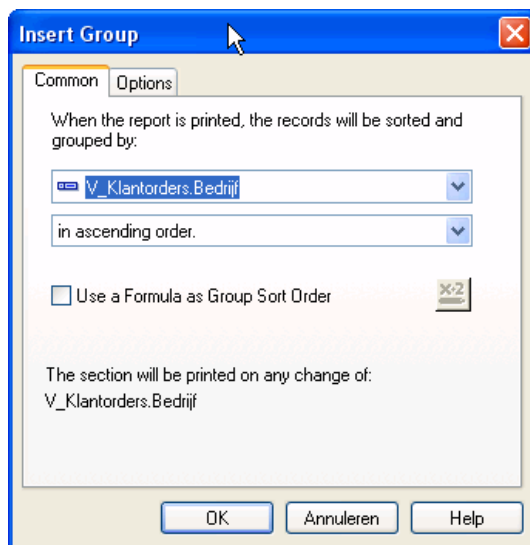 Insert Group
Common
Options
When the report is printed, the records will be sorted and
grouped by:
V_Klantorders.Bedrijf
in ascending order.
Use a Formula as Group Sort Order
x+2
The section will be printed on any change of:
V_Klantorders.Bedrijf
OK
Annuleren
Help